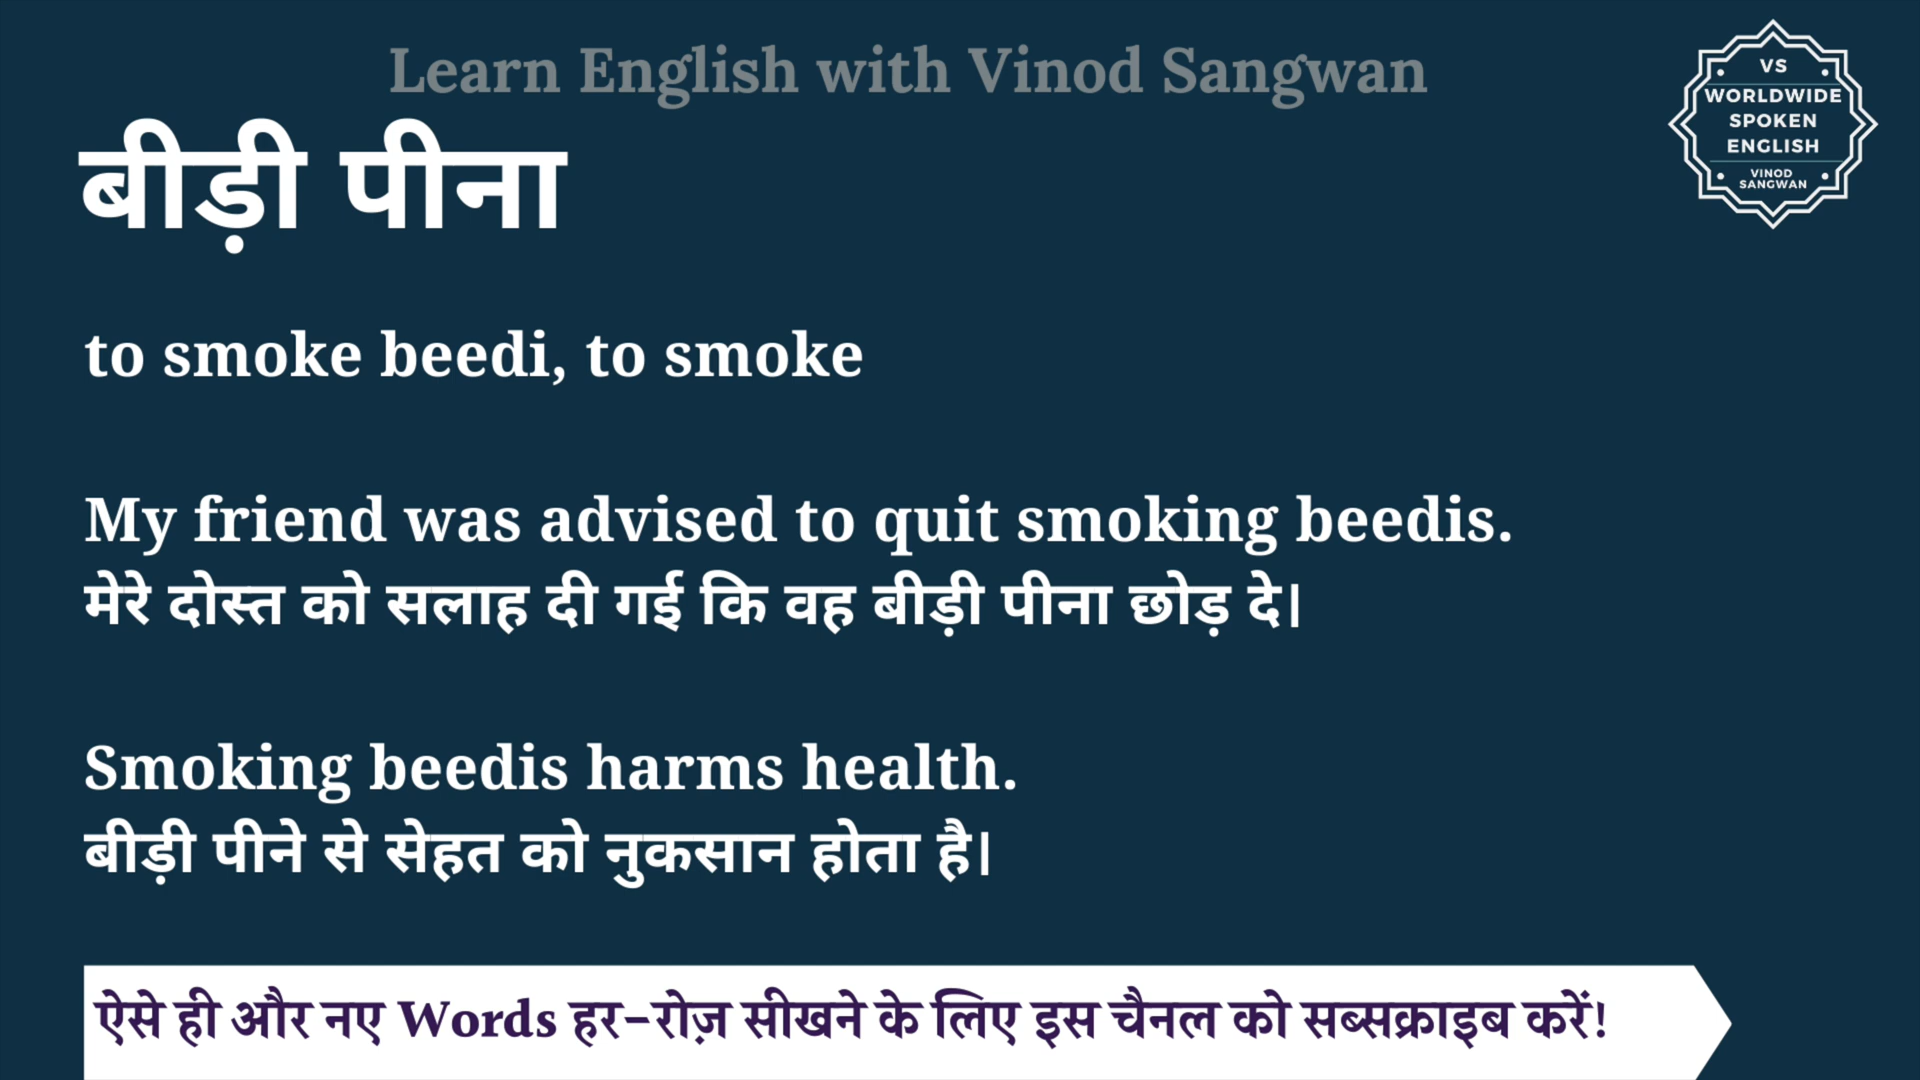 Learn English with Vinod Sangwan
VS
WORLDWIDE
SPOKEN
ENGLISH
VINOD
SANGWAN
बीड़ी पीना
to smoke beedi, to smoke
My friend was advised to quit smoking beedis.
मेरे दोस्त को सलाह दी गई कि वह बीड़ी पीना छोड़ दे|
Smoking beedis harms health.
बीड़ी पीने से सेहत को नुकसान होता है|
ऐसे ही और नए Words हर-रोज़ सीखने के लिए इस चैनल को सब्सक्राइब करें!